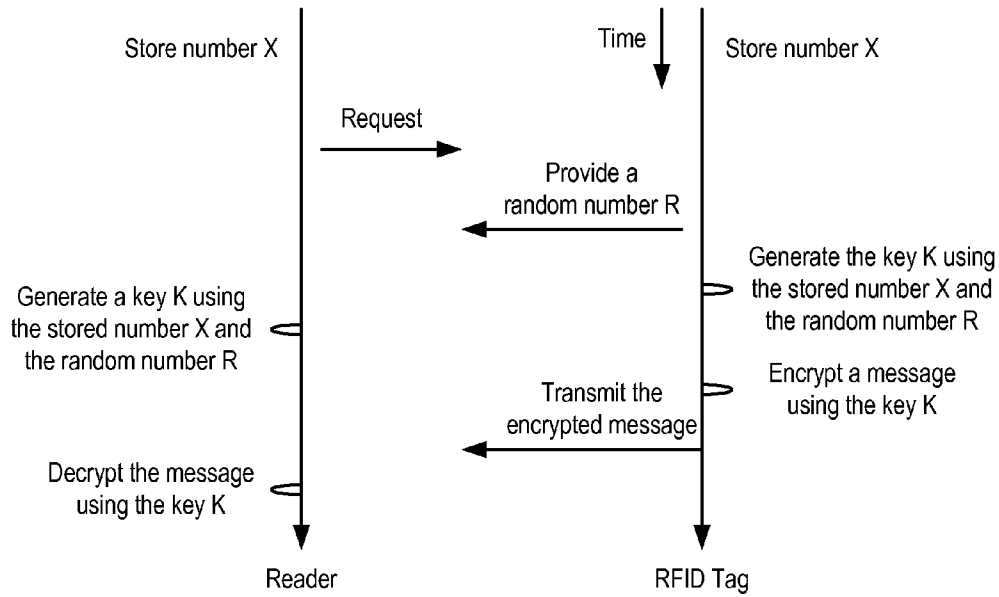 Store number X
Time
Store number X
Request
Provide a
random number R
Generate the key K using
the stored number X and
the random number R
Generate a key K using
the stored number X and
the random number R
Encrypt a message
using the key K
Transmit the
encrypted message
Decrypt the message
using the key K
Reader
RFID Tag